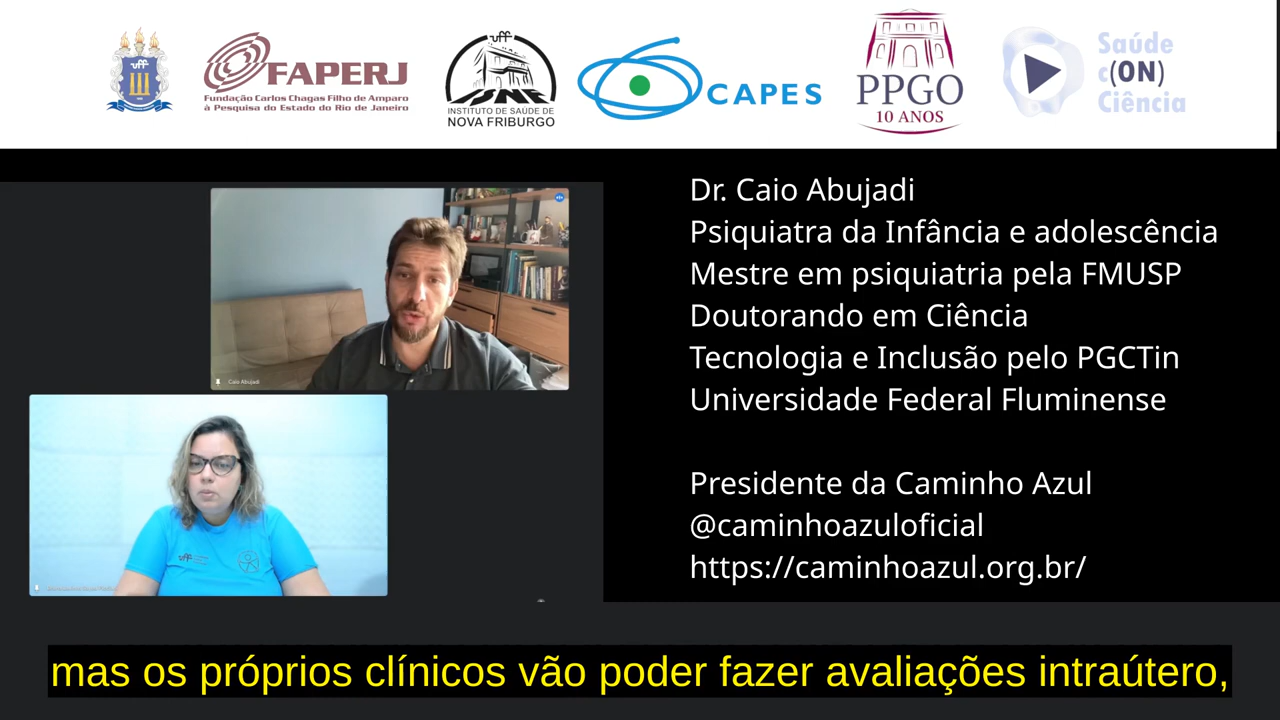 FAPERJ
Fundação Carlos Chagas Filho de Amparo
à Pesquisa do Estado do Rio de Janeiro
uff
INSTITUTO DE SAÚDE DE
NOVA FRIBURGO
CAPES
PPGO
10 ANOS
Saúde
c(ON)
Ciência
Dr. Caio Abujadi
Psiquiatra da Infância e adolescência
Mestre em psiquiatria pela FMUSP
Doutorando em Ciência
Tecnologia e Inclusão pelo PGCTin
Universidade Federal Fluminense
Caio Abujadi
Presidente da Caminho Azul
@caminhoazuloficial
https://caminhoazul.org.br/
uff
mas os próprios clínicos vão poder fazer avaliações intraútero,